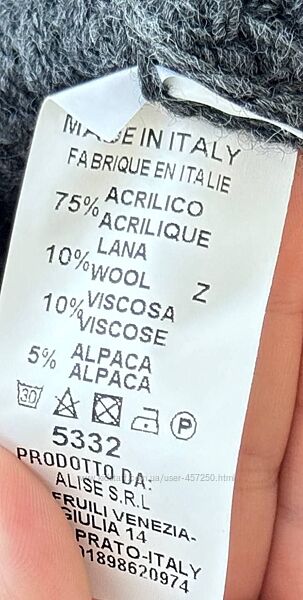 MADE IN ITALY
FABRIQUE EN ITALIE
75% ACRILICO
ACRILIQUE
10% LANA
WOOL
Z
10% VISCOSA
VISCOSE
5% ALPACA
ALPACA
30 P
5332
PRODOTTO DA:
ALISE S.R.L
FRUILI VENEZIA-
GIULIA 14
PRATO-ITALY
01898620974